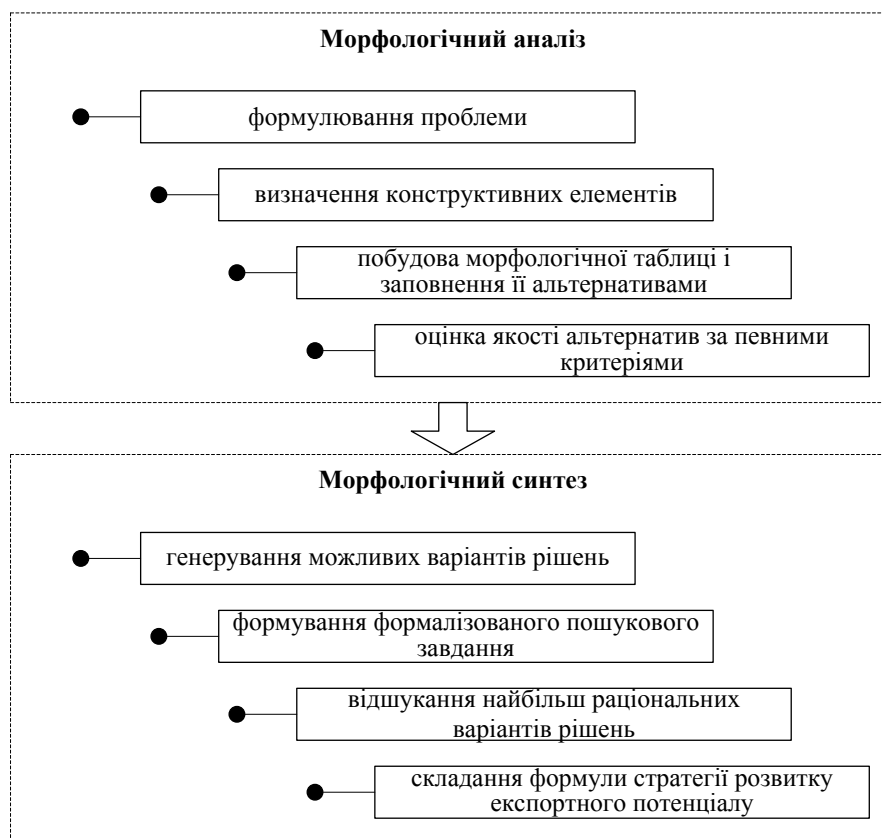 Морфологічний аналіз
формулювання проблеми
визначення конструктивних елементів
побудова морфологічної таблиці і
заповнення її альтернативами
оцінка якості альтернатив за певними
критеріями
Морфологічний синтез
генерування можливих варіантів рішень
формування формалізованого пошукового
завдання
відшукання найбільш раціональних
варіантів рішень
складання формули стратегії розвитку
експортного потенціалу